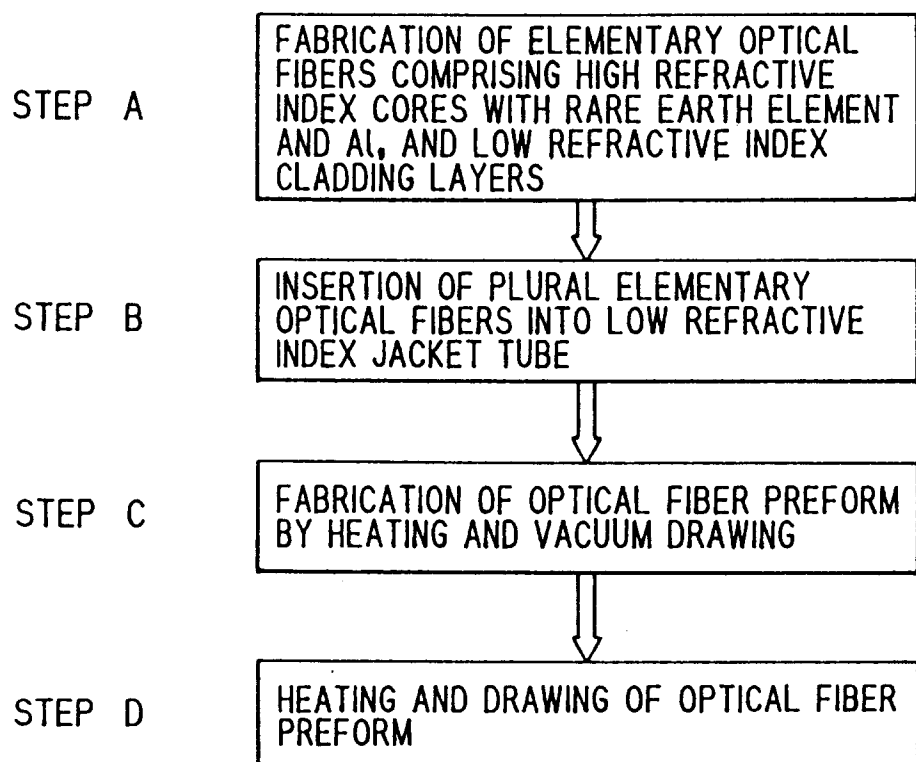 STEP A
FABRICATION OF ELEMENTARY OPTICAL
FIBERS COMPRISING HIGH REFRACTIVE
INDEX CORES WITH RARE EARTH ELEMENT
AND Al, AND LOW REFRACTIVE INDEX
CLADDING LAYERS
STEP B
INSERTION OF PLURAL ELEMENTARY
OPTICAL FIBERS INTO LOW REFRACTIVE
INDEX JACKET TUBE
STEP C
FABRICATION OF OPTICAL FIBER PREFORM
BY HEATING AND VACUUM DRAWING
STEP D
HEATING AND DRAWING OF OPTICAL FIBER
PREFORM